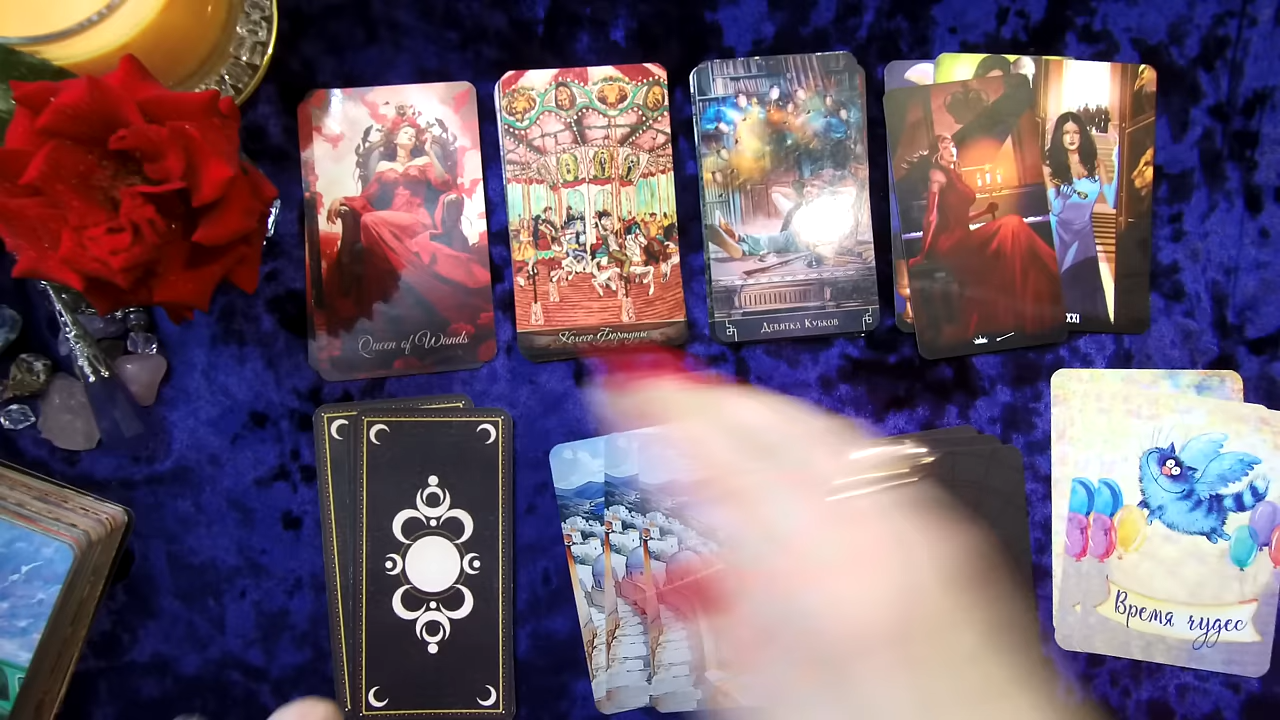 Queen of Wands
Колесо Фортуны
Девятка Кубков
XXI
Время чудес